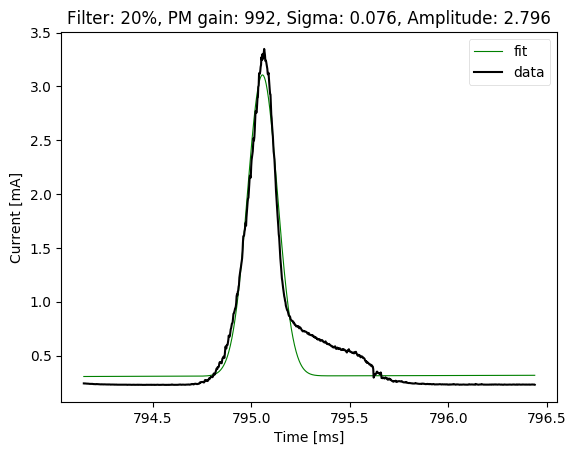 Filter: 20%, PM gain: 992, Sigma: 0.076, Amplitude: 2.796
fit
data
3.5
3.0
2.5
2.0
1.5
1.0
0.5
Current [mA]
794.5
795.0
795.5
796.0
796.5
Time [ms]